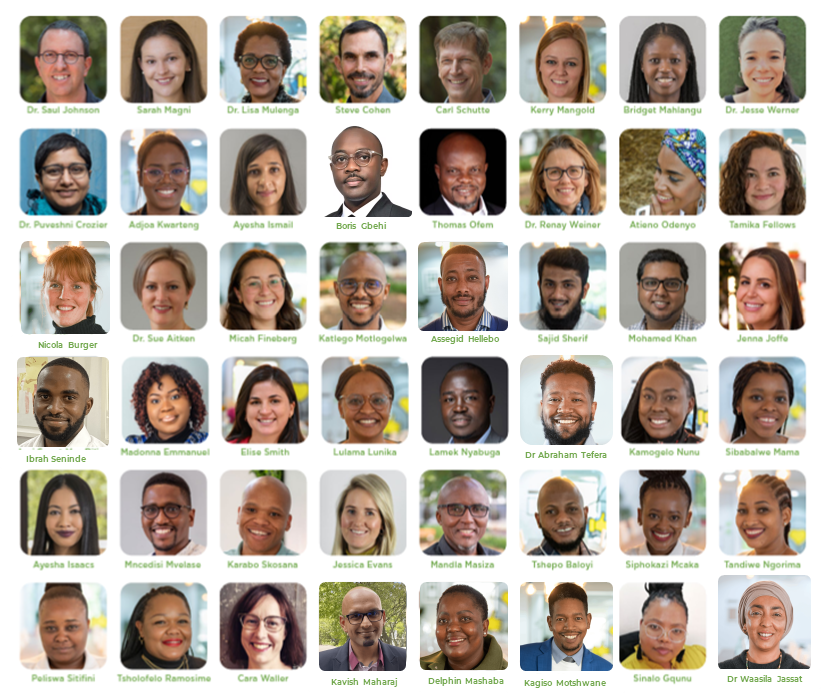 Dr. Saul Johnson
Sarah Magni
Dr. Lisa Mulenga
Steve Cohen
Carl Schutte
Kerry Mangold
Bridget Mahlangu
Dr. Jesse Werner
Dr. Puveshni Crozier
Adjoa Kwarteng
Ayesha Ismail
Boris Gbehi
Thomas Ofem
Dr. Renay Weiner
Atieno Odenyo
Tamika Fellows
Nicola Burger
Dr. Sue Aitken
Micah Fineberg
Katlego Motlogelwa
Assegid Hellebo
Sajid Sherif
Mohamed Khan
Jenna Joffe
Ibrah Seninde
Madonna Emmanuel
Elise Smith
Lulama Lunika
Lamek Nyabuga
Dr Abraham Tefera
Kamogelo Nunu
Sibabalwe Mama
Ayesha Isaacs
Mncedisi Mvelase
Karabo Skosana
Jessica Evans
Mandla Masiza
Tshepo Baloyi
Siphokazi Mcaka
Tandiwe Ngorima
Peliswa Sitifini
Tsholofelo Ramosime
Cara Waller
Kavish Maharaj
Delphin Mashaba
Kagiso Motshwane
Sinalo Gqunu
Dr Waasila Jassat